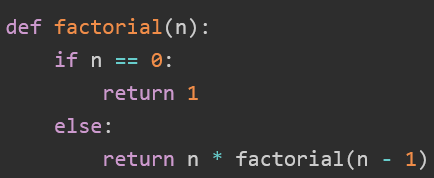 def factorial(n):
    if n == 0:
        return 1
    else:
        return n * factorial(n - 1)